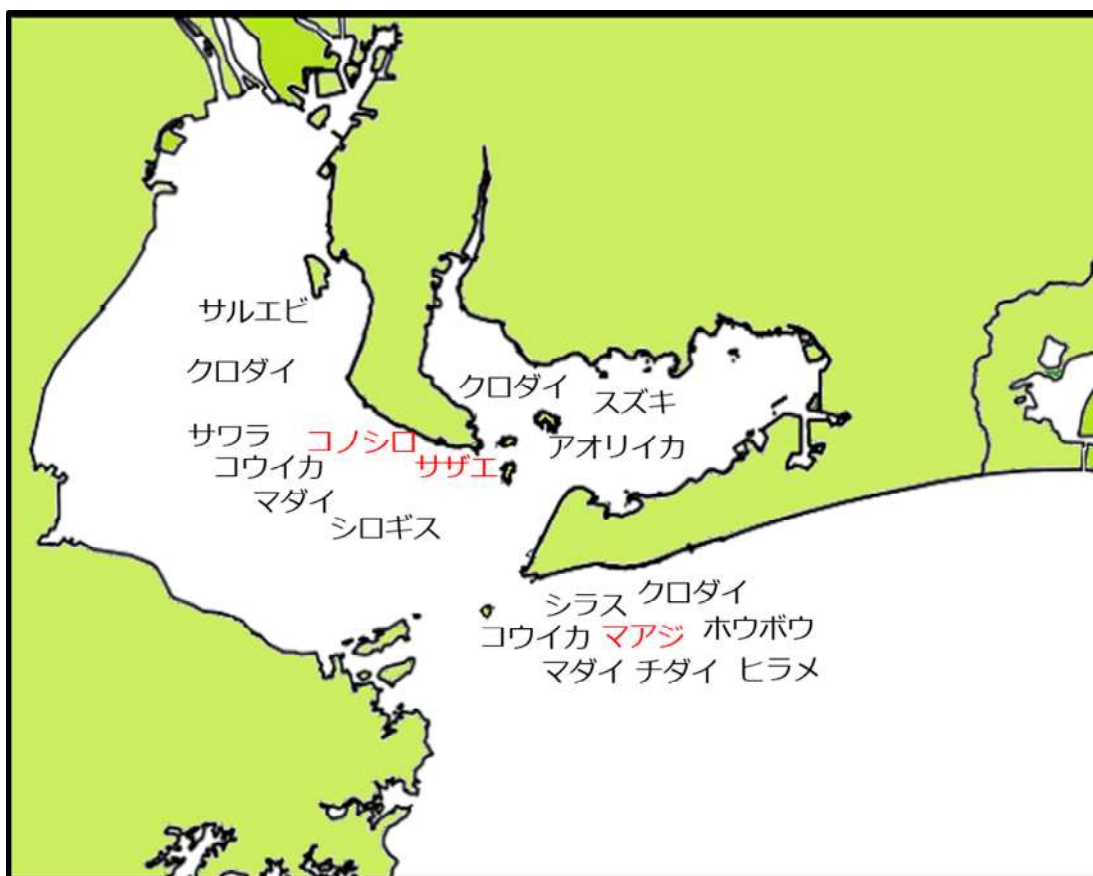 サルエビ
クロダイ
サワラ
コノシロ
サザエ
コウイカ
マダイ
シロギス
クロダイ
スズキ
アオリイカ
シラス
クロダイ
コウイカ
マアジ
ホウボウ
マダイ
チダイ
ヒラメ